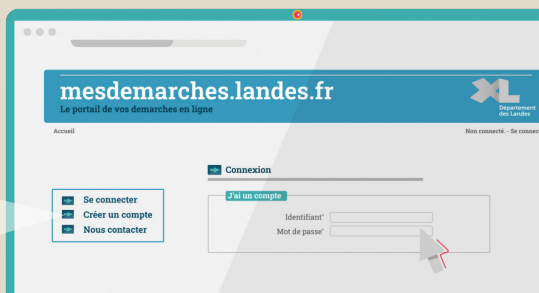 mesdemarches.landes.fr
Le portail de vos demarches en ligne
XL
Département
des Landes
Accueil
Non connecté. - Se connec
Connexion
Se connecter
Créer un compte
Nous contacter
J'ai un compte
Identifiant*
Mot de passe*